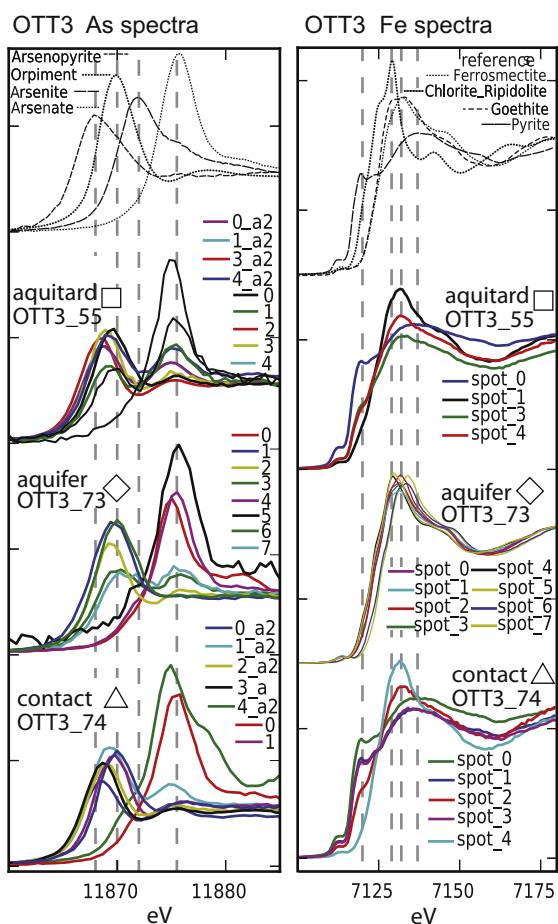 OTT3 As spectra
Arsenopyrite
Orpiment
Arsenite
Arsenate
0_a2
1_a2
3_a2
4_a2
0
1
2
3
4
aquitard
OTT3_55
0
1
2
3
4
5
6
7
aquifer
OTT3_73
0_a2
1_a2
2_a2
3_a
4_a2
0
1
contact
OTT3_74
11870
11880
eV
OTT3 Fe spectra
references
Ferrosmectite
Chlorite_Ripidolite
Goethite
Pyrite
aquitard
OTT3_55
spot_0
spot_1
spot_3
spot_4
aquifer
OTT3_73
spot_0
spot_1
spot_2
spot_3
spot_4
spot_5
spot_6
spot_7
contact
OTT3_74
spot_0
spot_1
spot_2
spot_3
spot_4
7125
7150
7175
eV